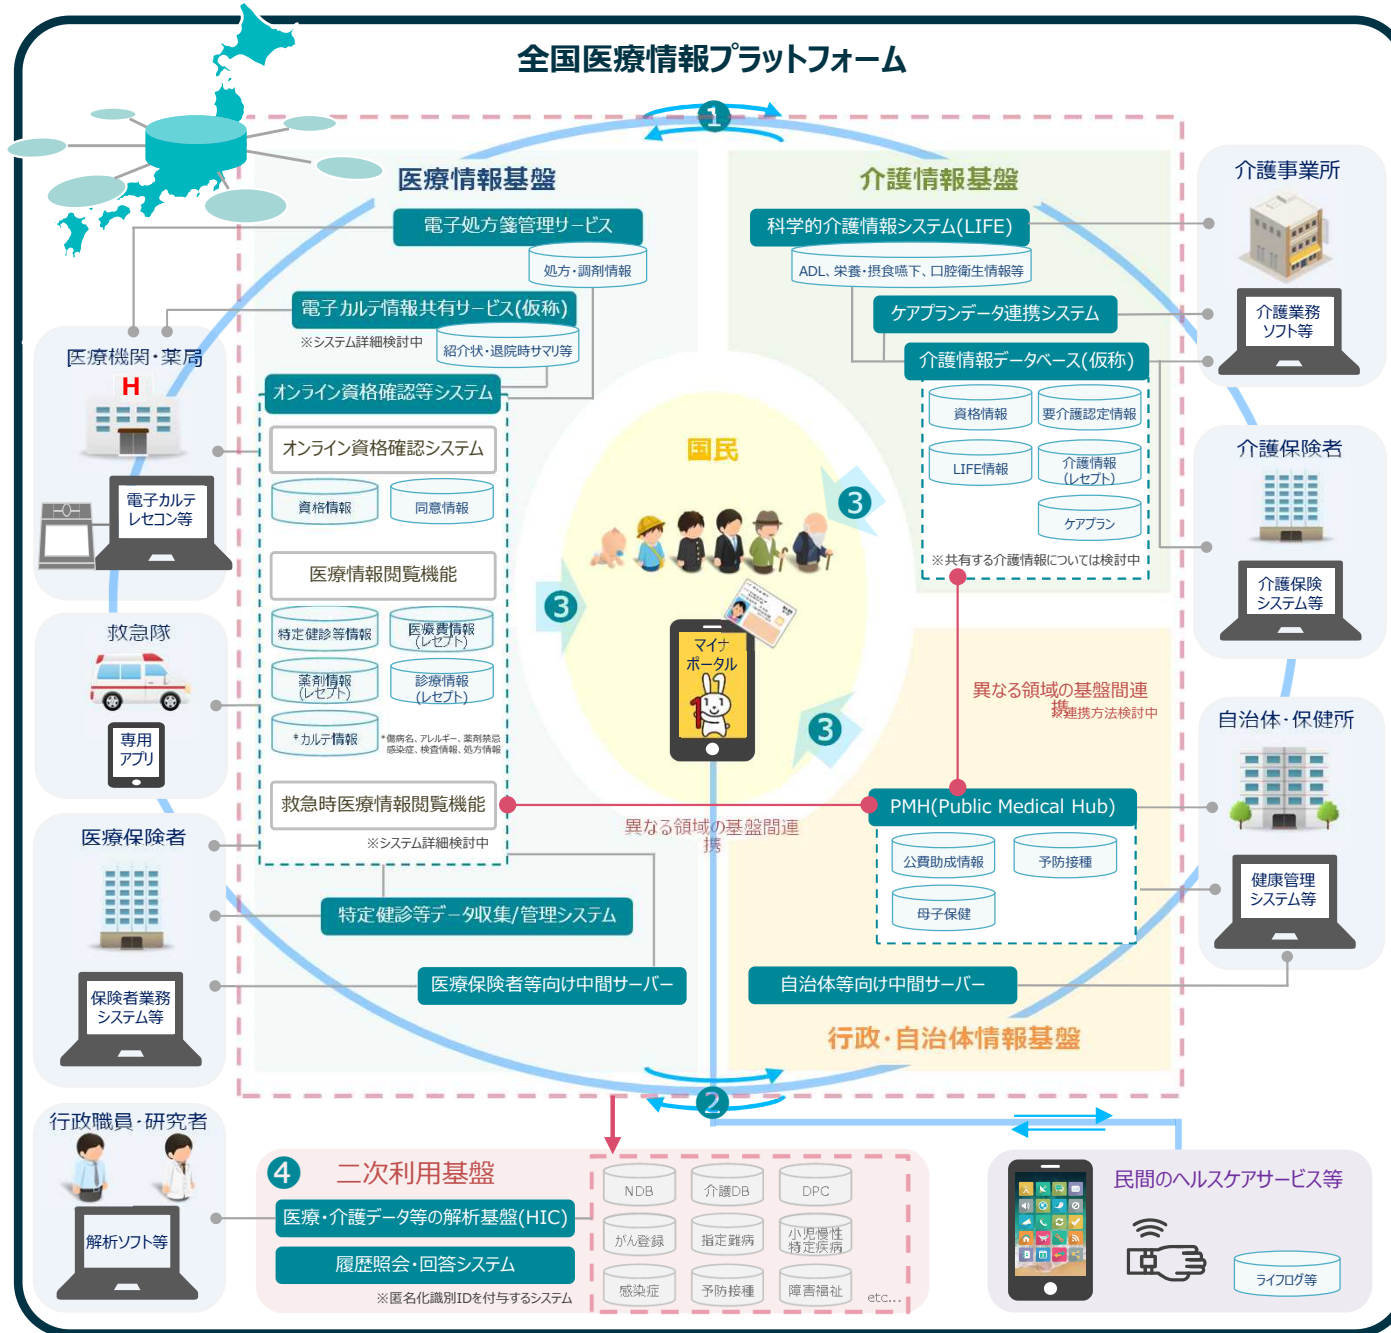 全国医療情報プラットフォーム
1
医療情報基盤
電子処方箋管理サービス
処方・調剤情報
電子カルテ情報共有サービス(仮称)
※システム詳細検討中
紹介状・退院時サマリ等
オンライン資格確認等システム
オンライン資格確認システム
資格情報
同意情報
医療情報閲覧機能
特定健診等情報
医療費情報
(レセプト)
薬剤情報
(レセプト)
診療情報
(レセプト)
*カルテ情報
*傷病名、アレルギー、薬剤禁忌
感染症、検査情報、処方情報
救急時医療情報閲覧機能
※システム詳細検討中
特定健診等データ収集/管理システム
医療保険者等向け中間サーバー
介護情報基盤
科学的介護情報システム(LIFE)
ADL、栄養・摂食嚥下、口腔衛生情報等
ケアプランデータ連携システム
介護情報データベース(仮称)
資格情報
要介護認定情報
LIFE情報
介護情報
(レセプト)
ケアプラン
※共有する介護情報については検討中
国民
3
3
3
マイナ
ポータル
1
異なる領域の基盤間連
携
※連携方法検討中
異なる領域の基盤間連
携
PMH(Public Medical Hub)
公費助成情報
予防接種
母子保健
自治体等向け中間サーバー
行政・自治体情報基盤
2
医療機関・薬局
H
電子カルテ
レセコン等
救急隊
専用
アプリ
医療保険者
保険者業務
システム等
行政職員・研究者
解析ソフト等
介護事業所
介護業務
ソフト等
介護保険者
介護保険
システム等
自治体・保健所
健康管理
システム等
4
二次利用基盤
医療・介護データ等の解析基盤(HIC)
履歴照会・回答システム
※匿名化識別IDを付与するシステム
NDB
介護DB
DPC
がん登録
指定難病
小児慢性
特定疾病
感染症
予防接種
障害福祉
etc...
民間のヘルスケアサービス等
ライフログ等